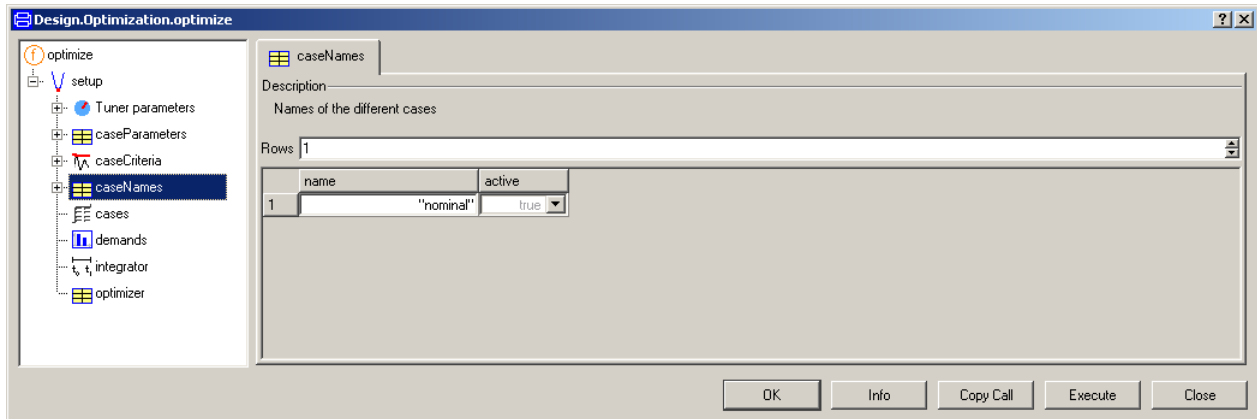 Design.Optimization.optimize
optimize
setup
Tuner parameters
caseParameters
caseCriteria
caseNames
cases
demands
integrator
optimizer
caseNames
Description
Names of the different cases
Rows 1
name active
1 "nominal" true
OK Info Copy Call Execute Close